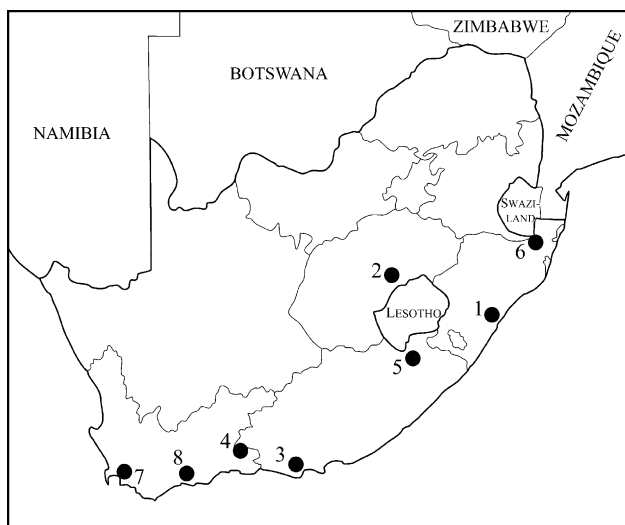 ZIMBABWE
BOTSWANA
MOZAMBIQUE
NAMIBIA
SWAZI-
LAND
6
2
LESOTHO
1
5
4
3
7
8